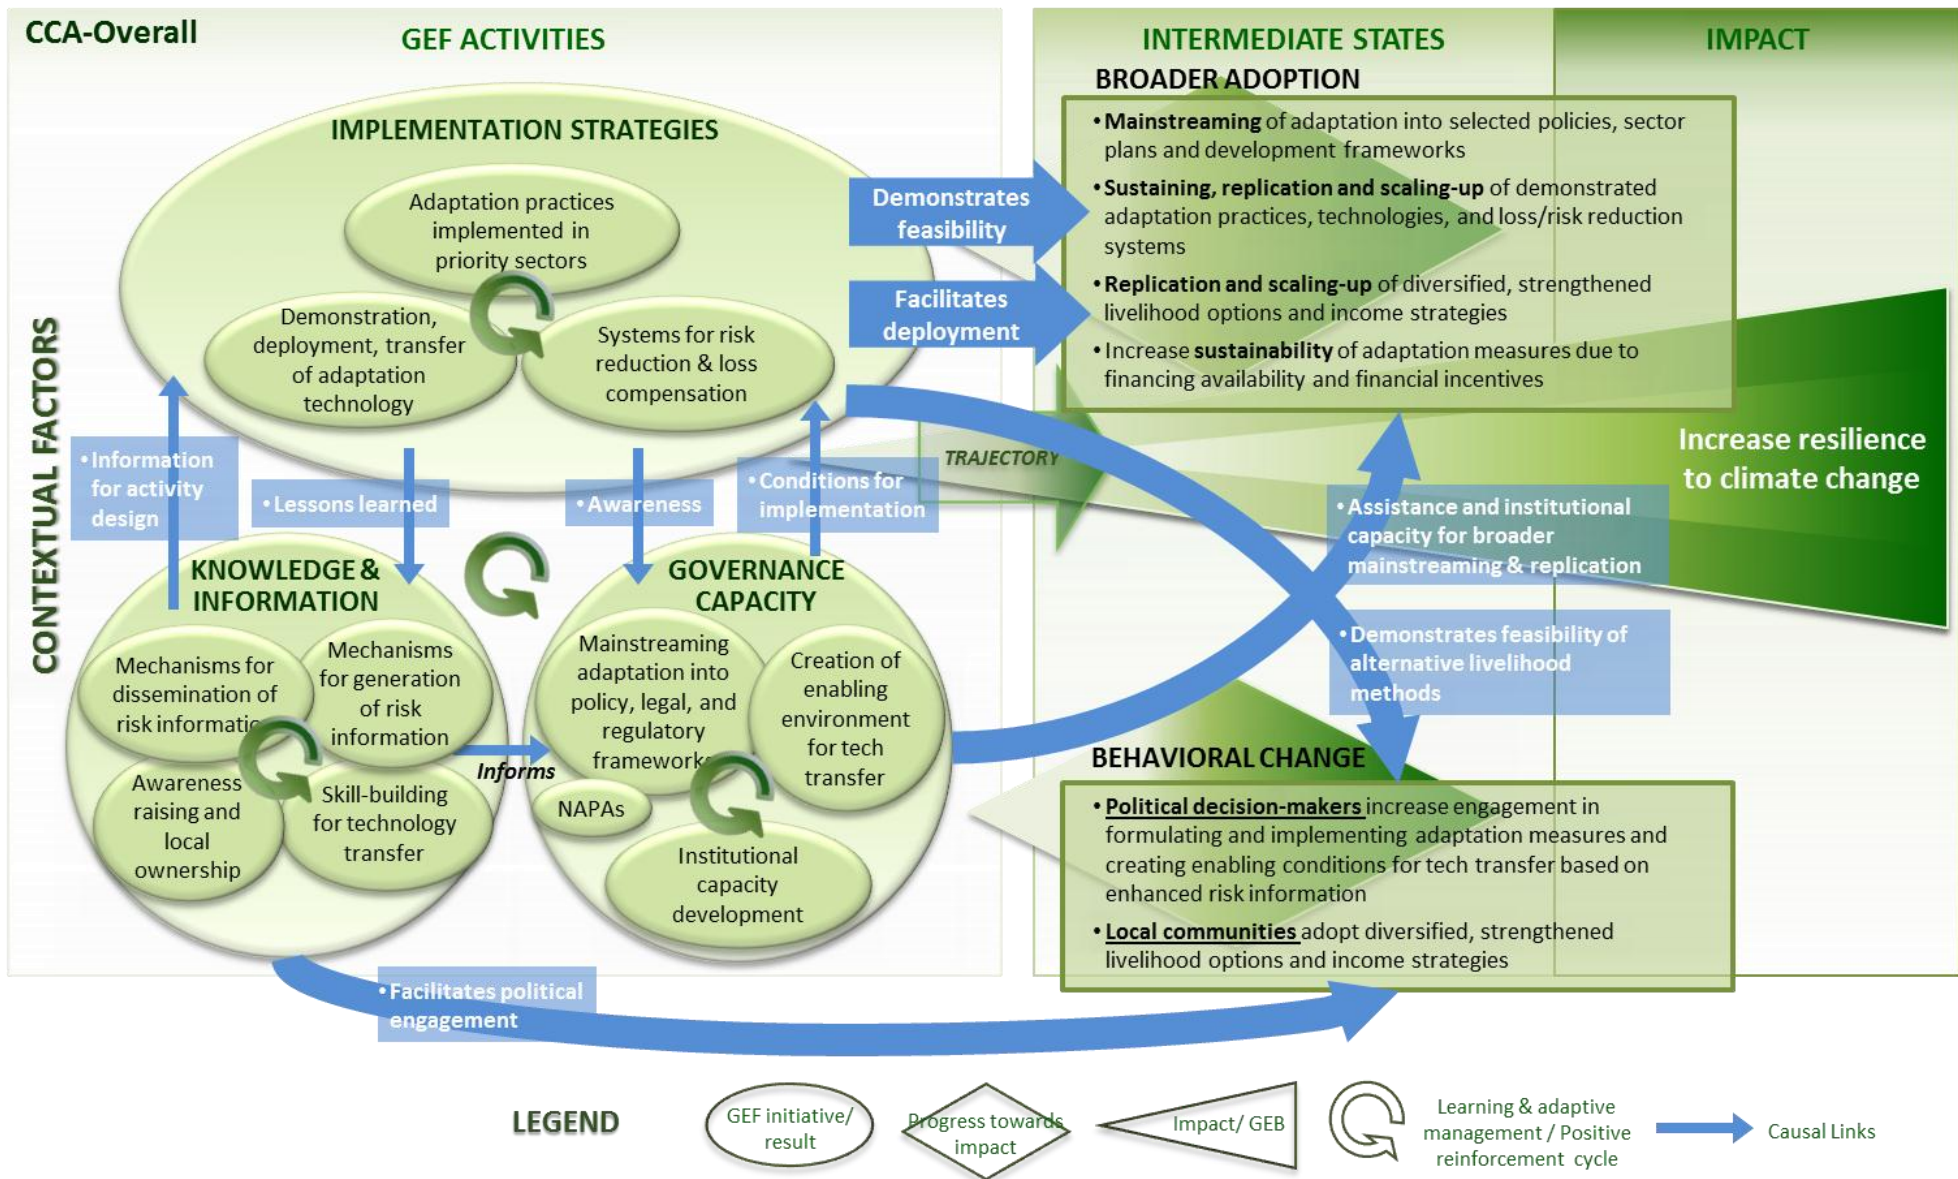 CCA-Overall
GEF ACTIVITIES
INTERMEDIATE STATES
IMPACT
CONTEXTUAL FACTORS
IMPLEMENTATION STRATEGIES
Adaptation practices
implemented in
priority sectors
Demonstration,
deployment, transfer
of adaptation
technology
Systems for risk
reduction & loss
compensation
Demonstrates
feasibility
Facilitates
deployment
BROADER ADOPTION
• Mainstreaming of adaptation into selected policies, sector
plans and development frameworks
• Sustaining, replication and scaling-up of demonstrated
adaptation practices, technologies, and loss/risk reduction
systems
• Replication and scaling-up of diversified, strengthened
livelihood options and income strategies
• Increase sustainability of adaptation measures due to
financing availability and financial incentives
• Information
for activity
design
• Lessons learned
• Awareness
• Conditions for
implementation
TRAJECTORY
Increase resilience
to climate change
• Assistance and institutional
capacity for broader
mainstreaming & replication
• Demonstrates feasibility of
alternative livelihood
methods
KNOWLEDGE &
INFORMATION
Mechanisms for
dissemination of
risk information
Mechanisms
for generation
of risk
information
Awareness
raising and
local
ownership
Skill-building
for technology
transfer
Informs
GOVERNANCE
CAPACITY
Mainstreaming
adaptation into
policy, legal, and
regulatory
frameworks
Creation of
enabling
environment
for tech
transfer
NAPAs
Institutional
capacity
development
BEHAVIORAL CHANGE
• Political decision-makers increase engagement in
formulating and implementing adaptation measures and
creating enabling conditions for tech transfer based on
enhanced risk information
• Local communities adopt diversified, strengthened
livelihood options and income strategies
• Facilitates political
engagement
LEGEND
GEF initiative/
result
Progress towards
impact
Impact/ GEB
Learning & adaptive
management / Positive
reinforcement cycle
Causal Links